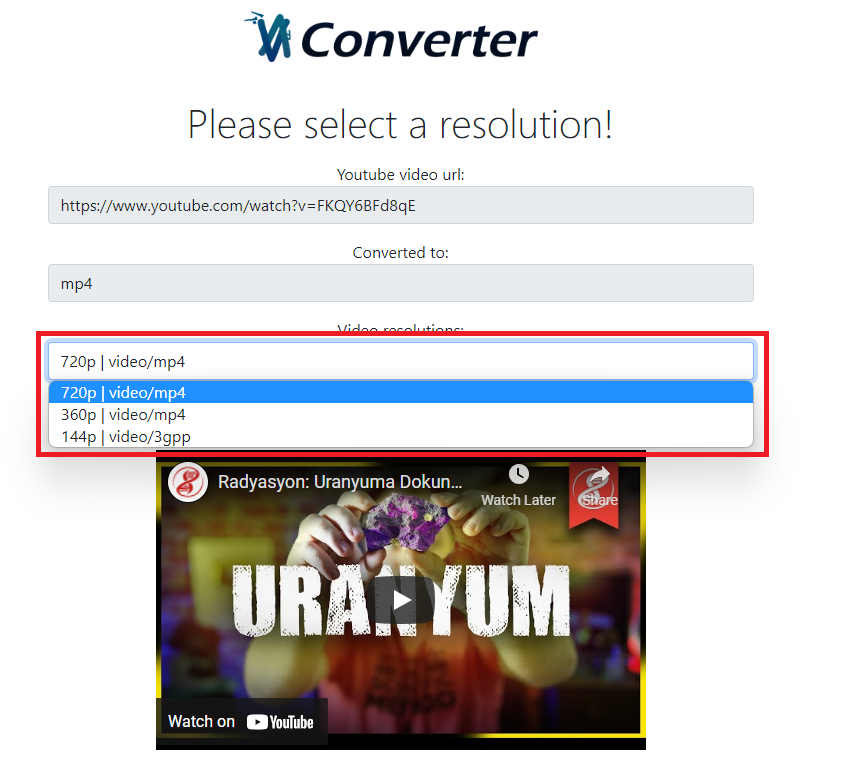 Converter
Please select a resolution!
Youtube video url:
https://www.youtube.com/watch?v=FKQY6BFd8qE
Converted to:
mp4
Video resolutions:
720p | video/mp4
720p | video/mp4
360p | video/mp4
144p | video/3gpp
Radyasyon: Uranyuma Dokun...
Watch Later
Share
URANYUM
Watch on YouTube